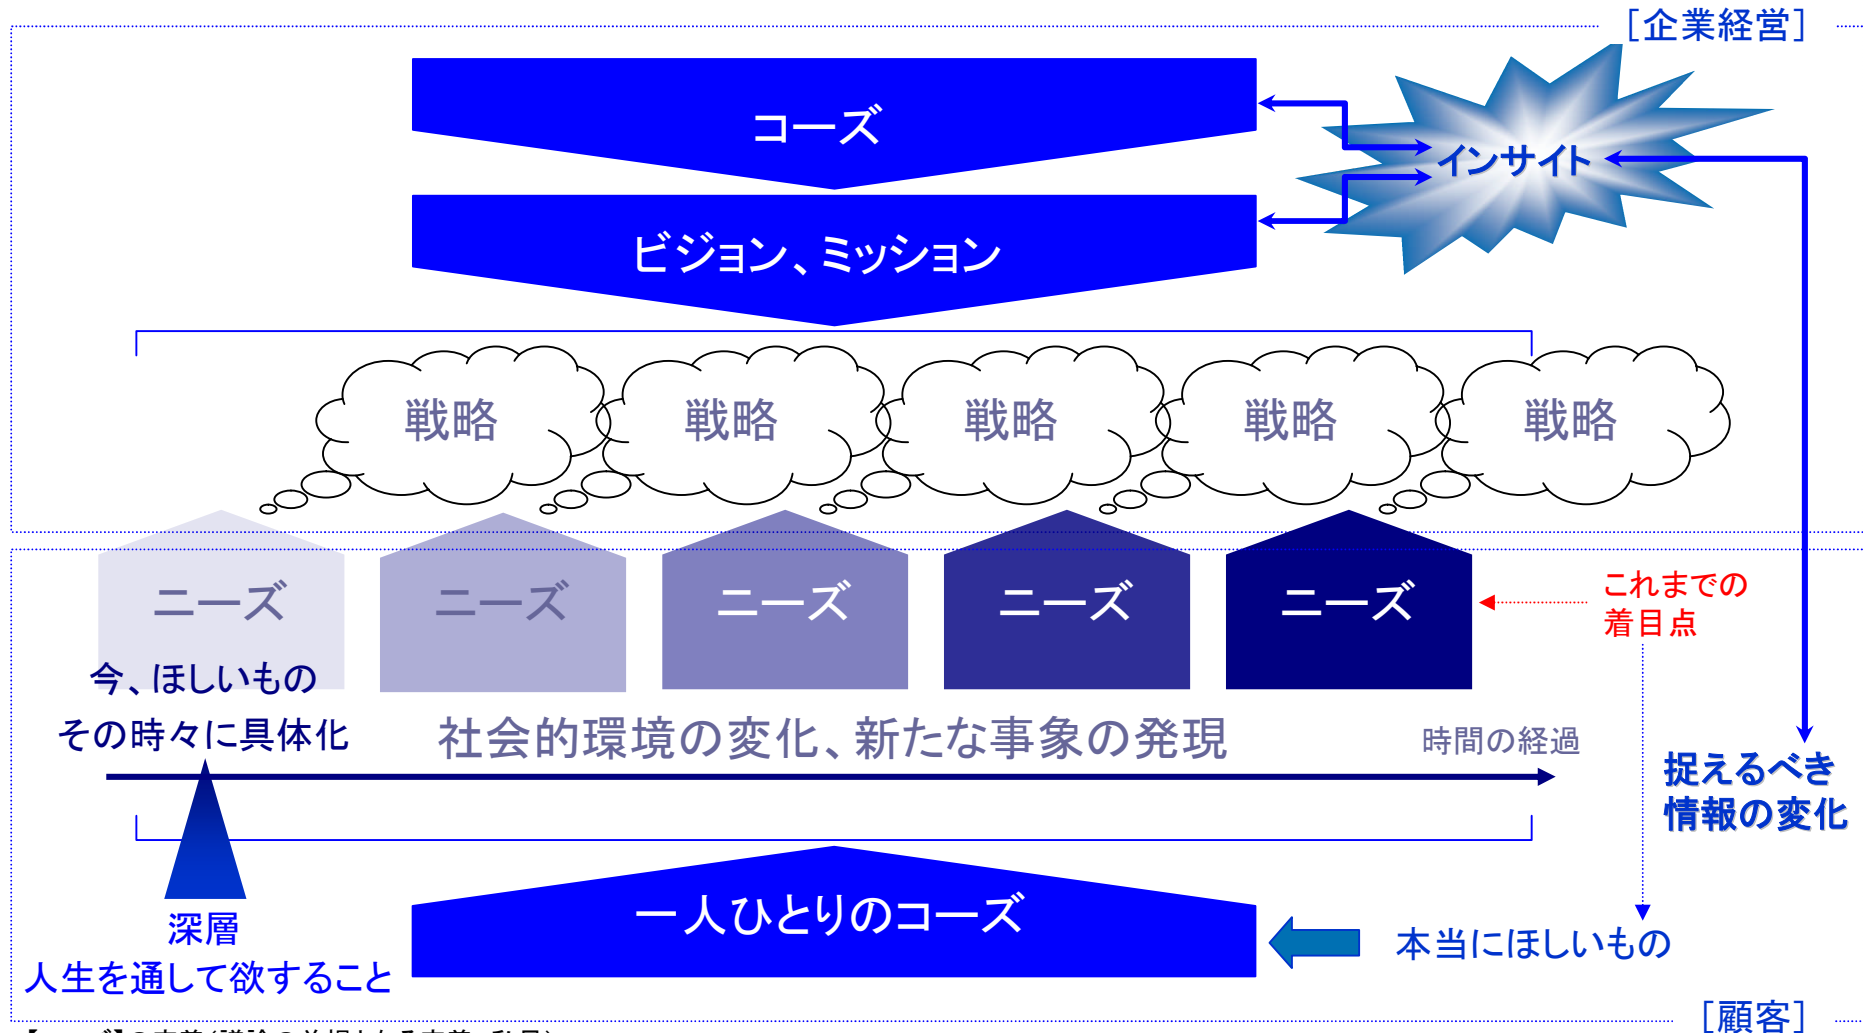 ［企業経営］
コーズ
インサイト
ビジョン、ミッション
戦略
戦略
戦略
戦略
戦略
ニーズ
ニーズ
ニーズ
ニーズ
ニーズ
これまでの
着目点
今、ほしいもの
その時々に具体化
社会的環境の変化、新たな事象の発現
時間の経過
捉えるべき
情報の変化
一人ひとりのコーズ
本当にほしいもの
深層
人生を通して欲すること
［顧客］